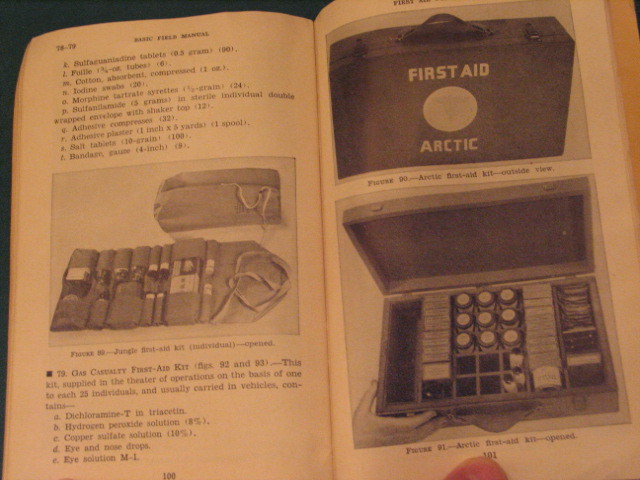 78-79
BASIC FIELD MANUAL
k. Sulfaguanidine tablets (0.5 gram) (90).
l. Foille (¾-oz. tubes) (6).
m. Cotton, absorbent, compressed (1 oz.).
n. Iodine swabs (20).
o. Morphine tartrate syrettes (½-grain) (24).
p. Sulfanilamide (5 grams) in sterile individual double
wrapped envelope with shaker top (12).
q. Adhesive compresses (32).
r. Adhesive plaster (1 inch x 5 yards) (1 spool).
s. Salt tablets (10-grain) (100).
t. Bandage, gauze (4-inch) (9).
FIGURE 89.—Jungle first-aid kit (individual)—opened.
■ 79. GAS CASUALTY FIRST-AID KIT (figs. 92 and 93).—This
kit, supplied in the theater of operations on the basis of one
to each 25 individuals, and usually carried in vehicles, con-
tains—
a. Dichloramine-T in triacetin.
b. Hydrogen peroxide solution (8%).
c. Copper sulfate solution (10%).
d. Eye and nose drops.
e. Eye solution M-1.
100
FIRST AID
FIRST AID
ARCTIC
FIGURE 90.—Arctic first-aid kit—outside view.
FIGURE 91.—Arctic first-aid kit—opened.
101